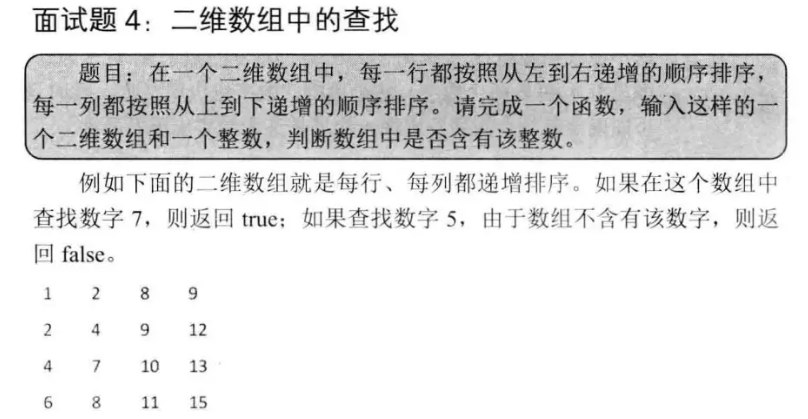 面试题 4：二维数组中的查找
题目：在一个二维数组中，每一行都按照从左到右递增的顺序排序，
每一列都按照从上到下递增的顺序排序。请完成一个函数，输入这样的一
个二维数组和一个整数，判断数组中是否含有该整数。
例如下面的二维数组就是每行、每列都递增排序。如果在这个数组中
查找数字 7，则返回 true；如果查找数字 5，由于数组不含有该数字，则返
回 false。
1 2 8 9
2 4 9 12
4 7 10 13
6 8 11 15